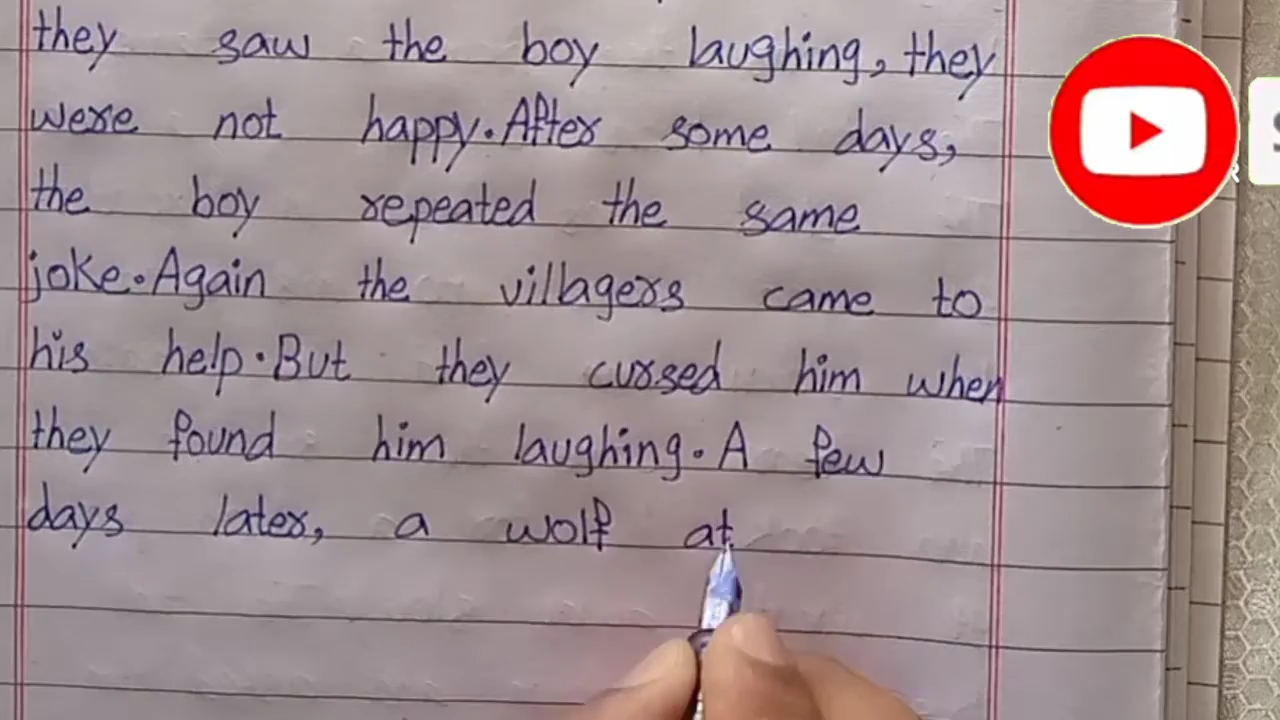 they saw the boy laughing, they
were not happy. After some days,
the boy repeated the same
joke. Again the villagers came to
his help. But they cursed him when
they found him laughing. A few
days later, a wolf at